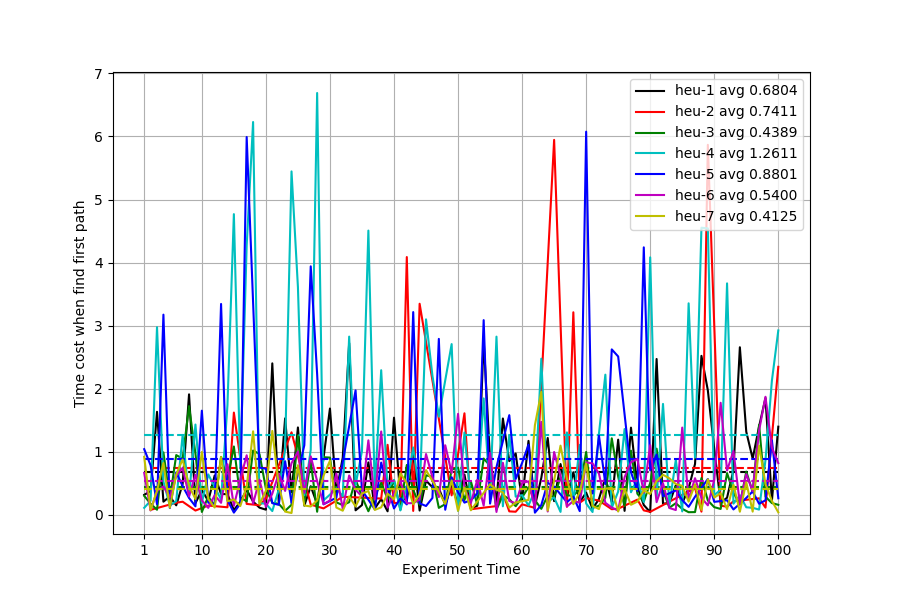 7
6
5
4
3
2
1
0
Time cost when find first path
heu-1 avg 0.6804
heu-2 avg 0.7411
heu-3 avg 0.4389
heu-4 avg 1.2611
heu-5 avg 0.8801
heu-6 avg 0.5400
heu-7 avg 0.4125
1 10 20 30 40 50 60 70 80 90 100
Experiment Time